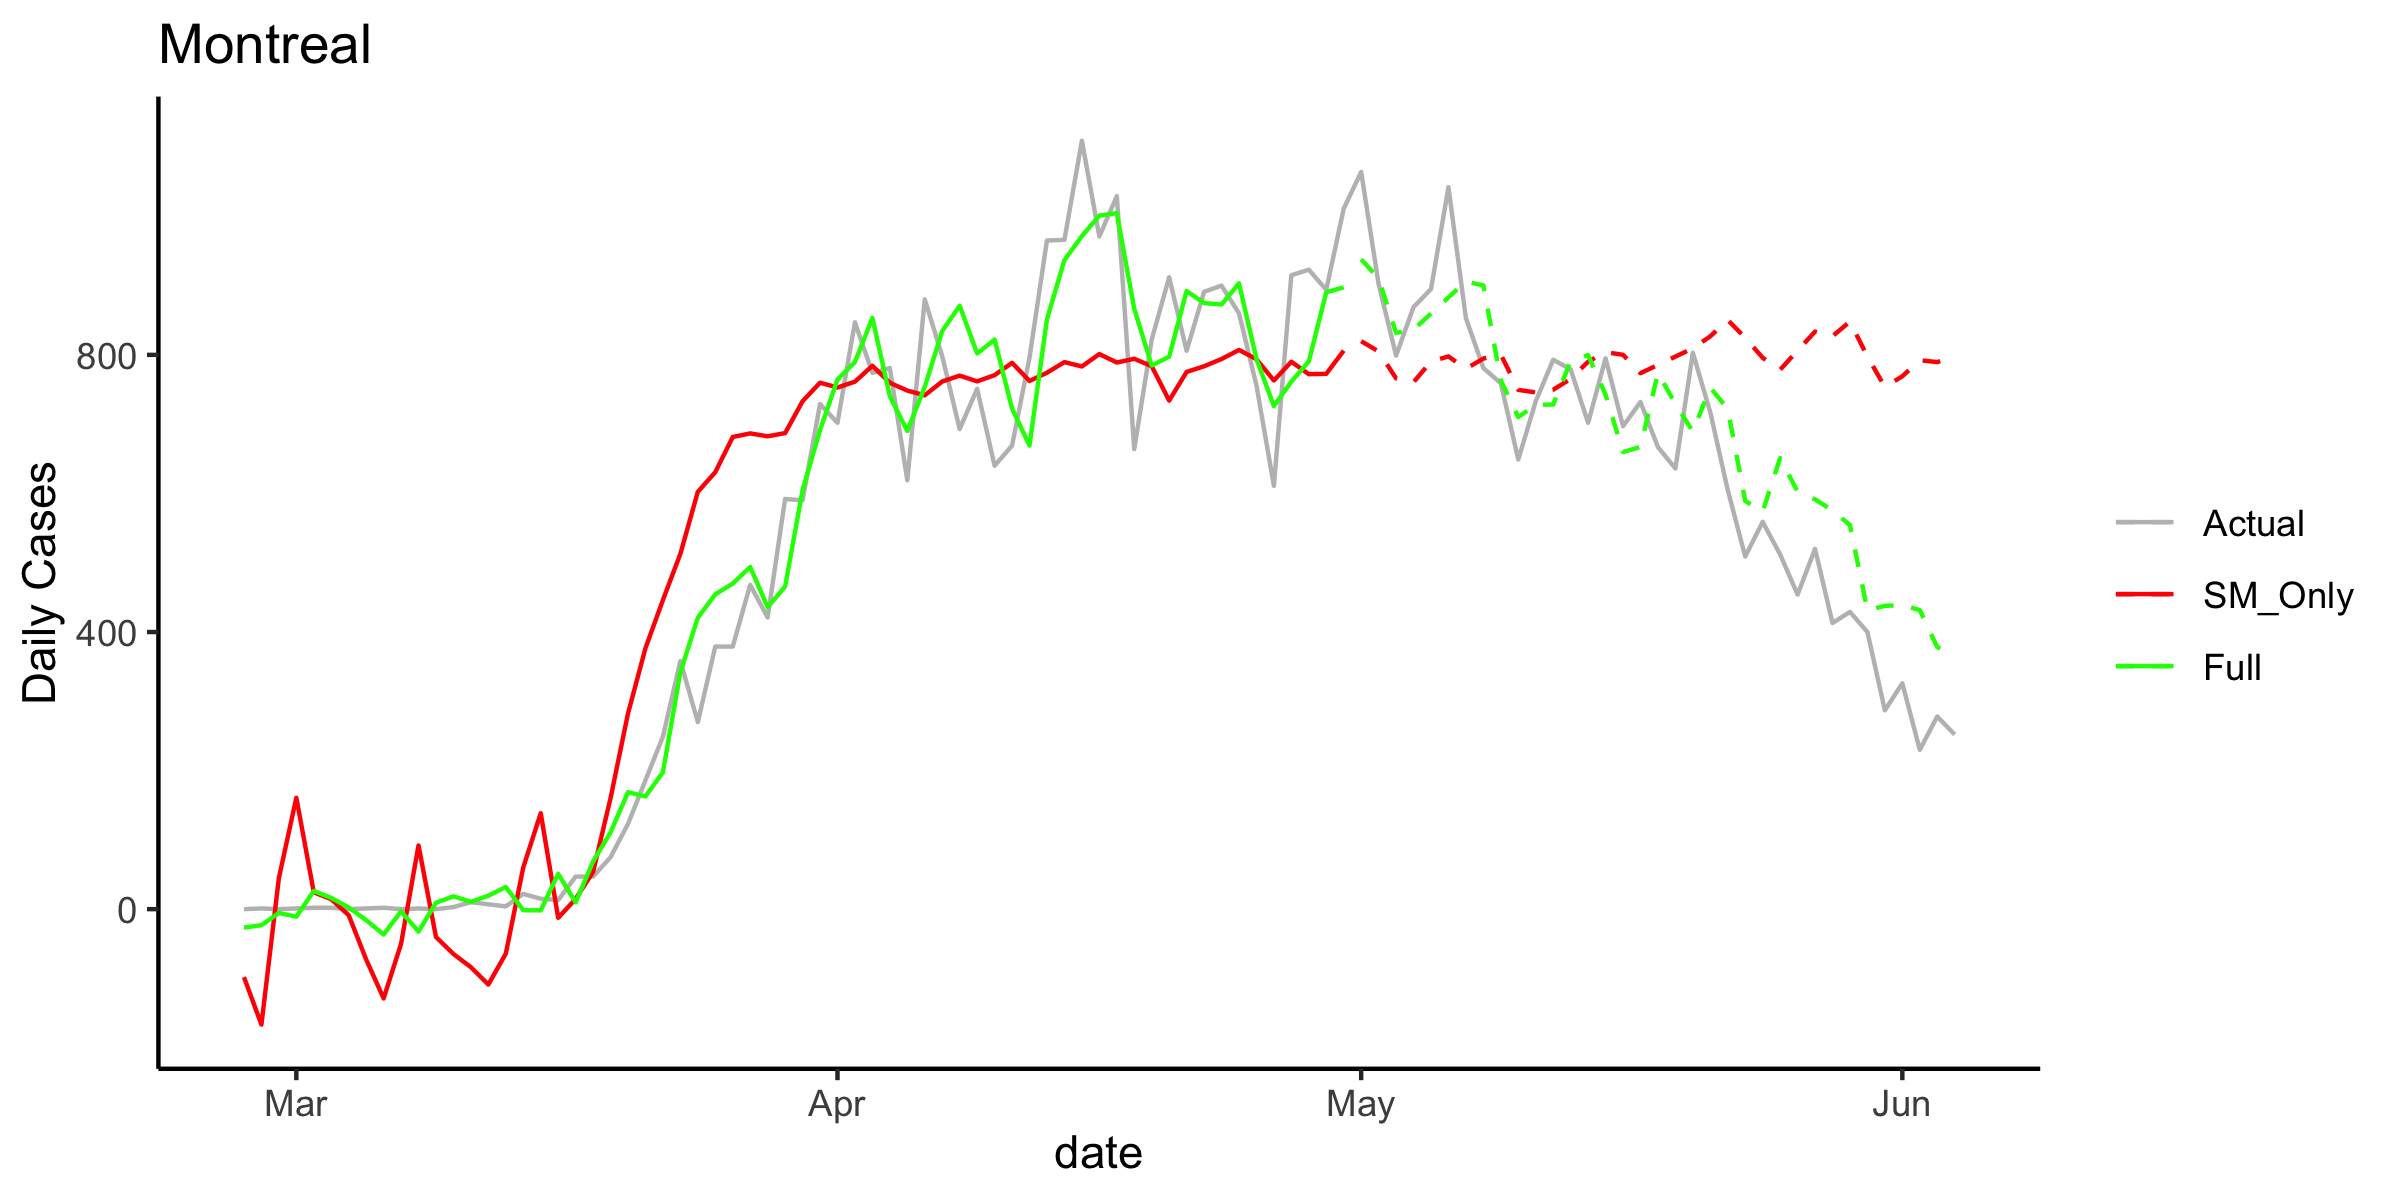 Montreal
Daily Cases
800
400
0
Mar
Apr
May
Jun
date
Actual
SM_Only
Full